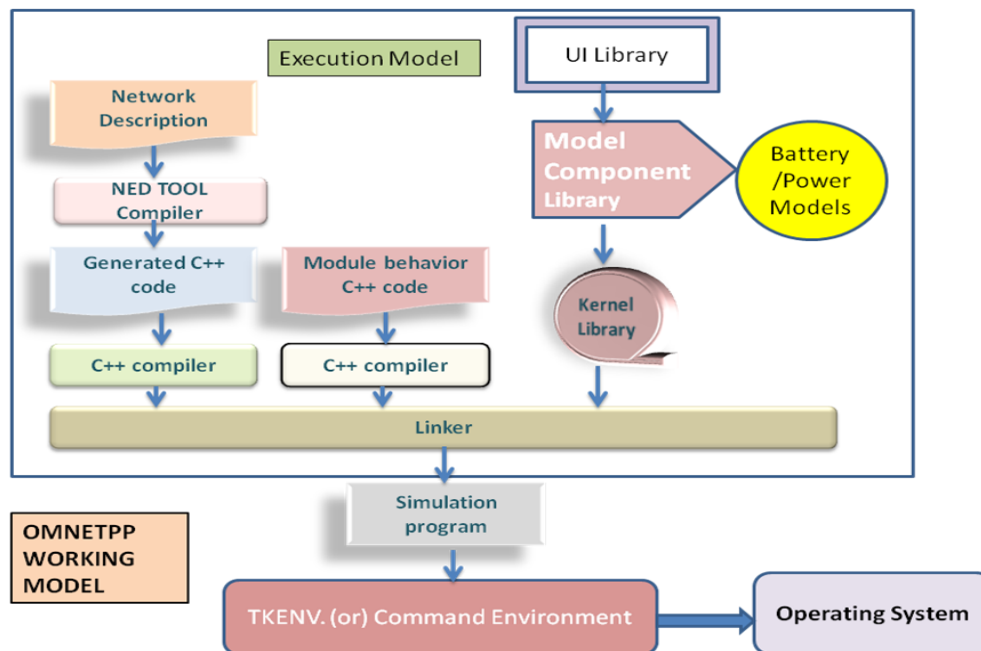 Execution Model
UI Library
Network
Description
Model
Component
Library
Battery
/Power
Models
NED TOOL
Compiler
Generated C++
code
Module behavior
C++ code
Kernel
Library
C++ compiler
C++ compiler
Linker
Simulation
program
OMNETPP
WORKING
MODEL
TKENV. (or) Command Environment
Operating System